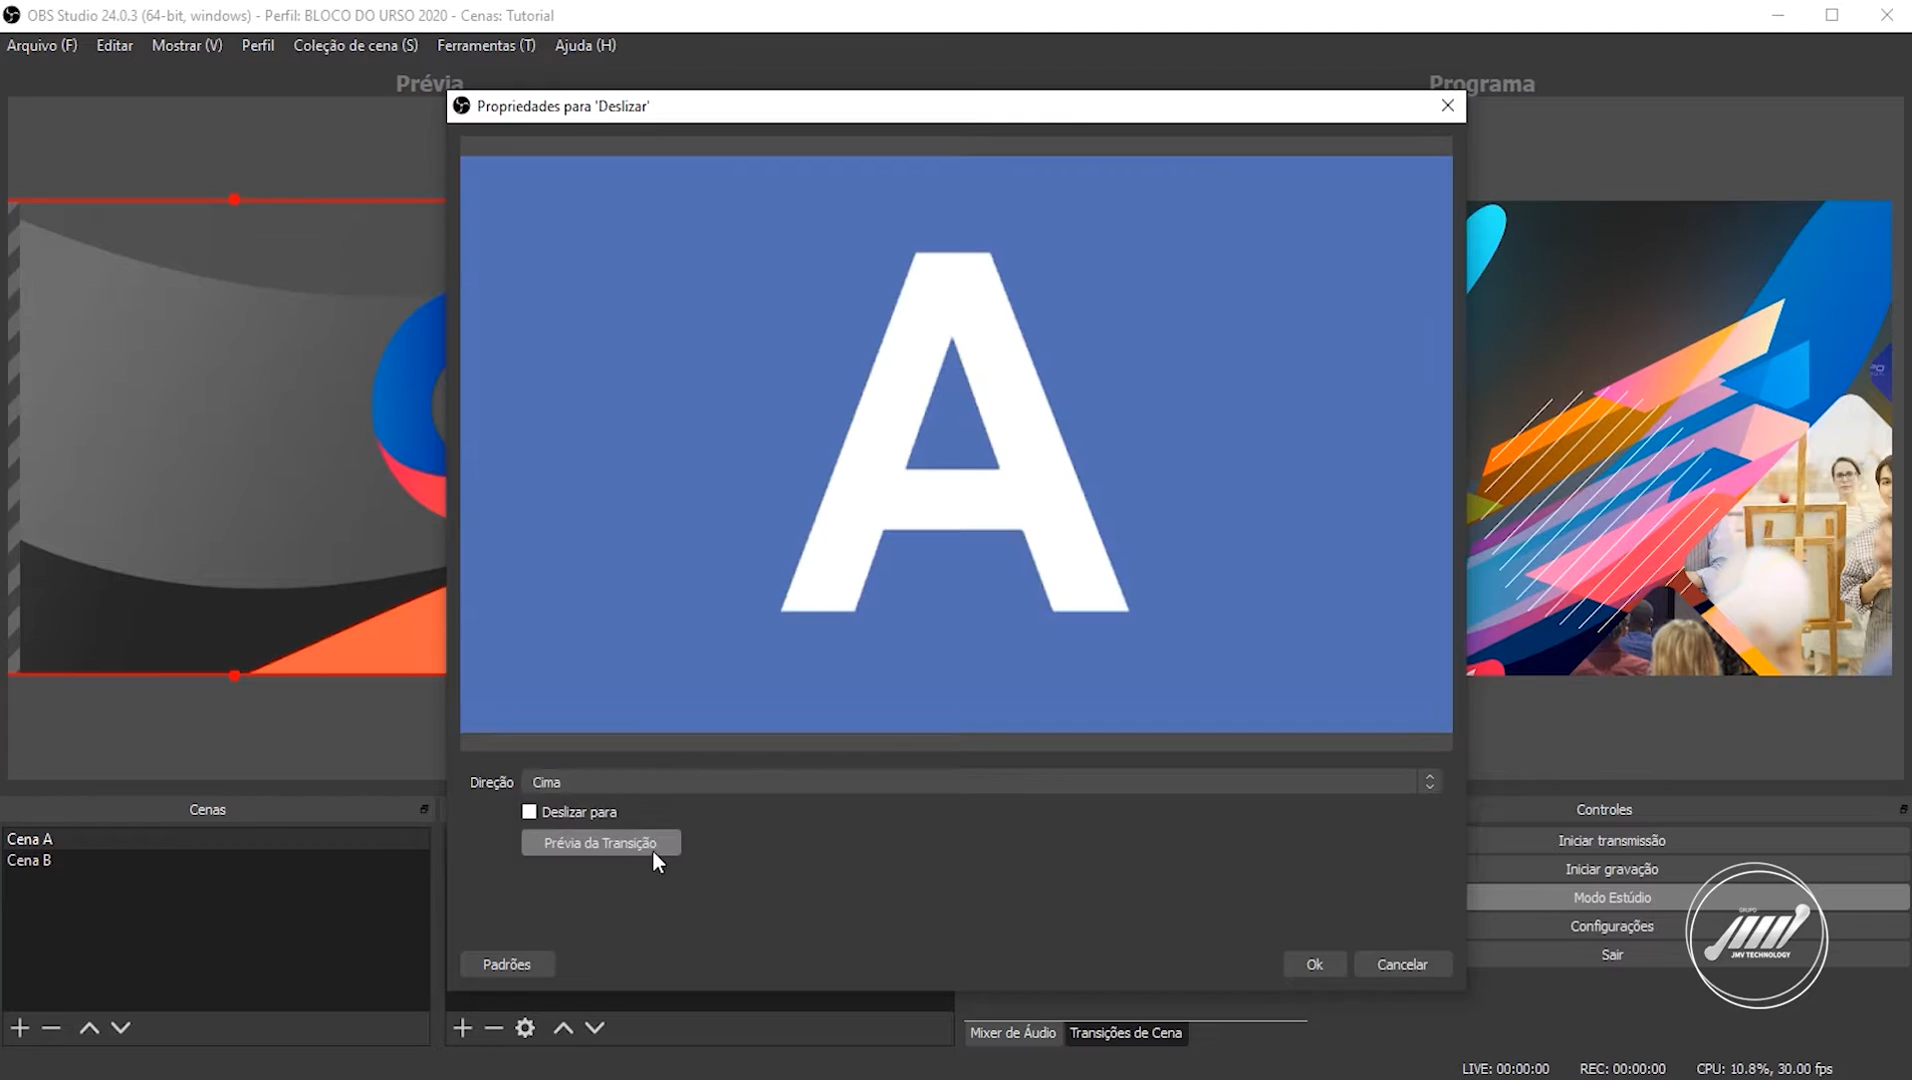 OBS Studio 24.0.3 (64-bit, windows) - Perfil: BLOCO DO URSO 2020 - Cenas: Tutorial
Arquivo (F) Editar Mostrar (V) Perfil Coleção de cena (S) Ferramentas (T) Ajuda (H)
Prévia
Programa
Propriedades para 'Deslizar'
A
Direção Cima
Deslizar para
Prévia da Transição
Padrões
Ok
Cancelar
Cenas
Cena A
Cena B
Mixer de Áudio
Transições de Cena
Controles
Iniciar transmissão
Iniciar gravação
Modo Estúdio
Configurações
Sair
GRUPO
JMV TECHNOLOGY
LIVE: 00:00:00 REC: 00:00:00 CPU: 10.8%, 30.00 fps